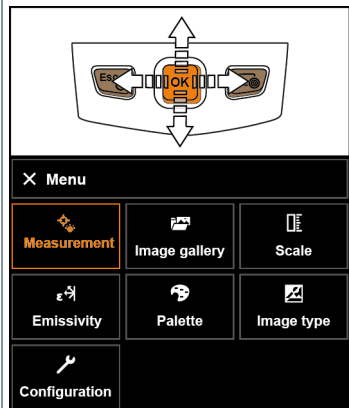 Esc OK
× Menu
Measurement Image gallery Scale
ε Emissivity Palette Image type
Configuration